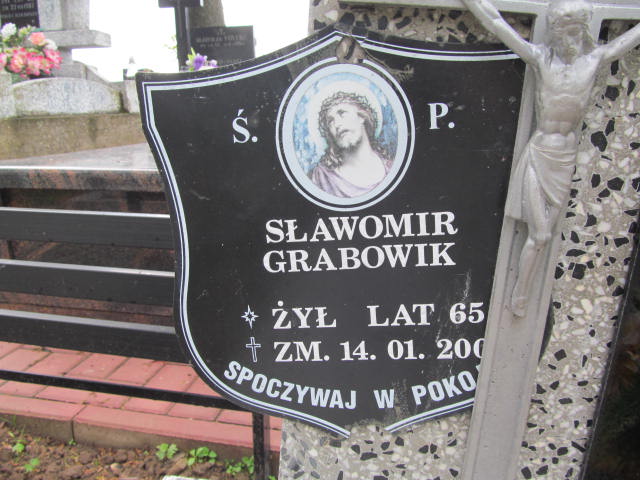 Ś. P.
SŁAWOMIR
GRABOWIK
ŻYŁ LAT 65
ZM. 14. 01. 200
SPOCZYWAJ W POKO